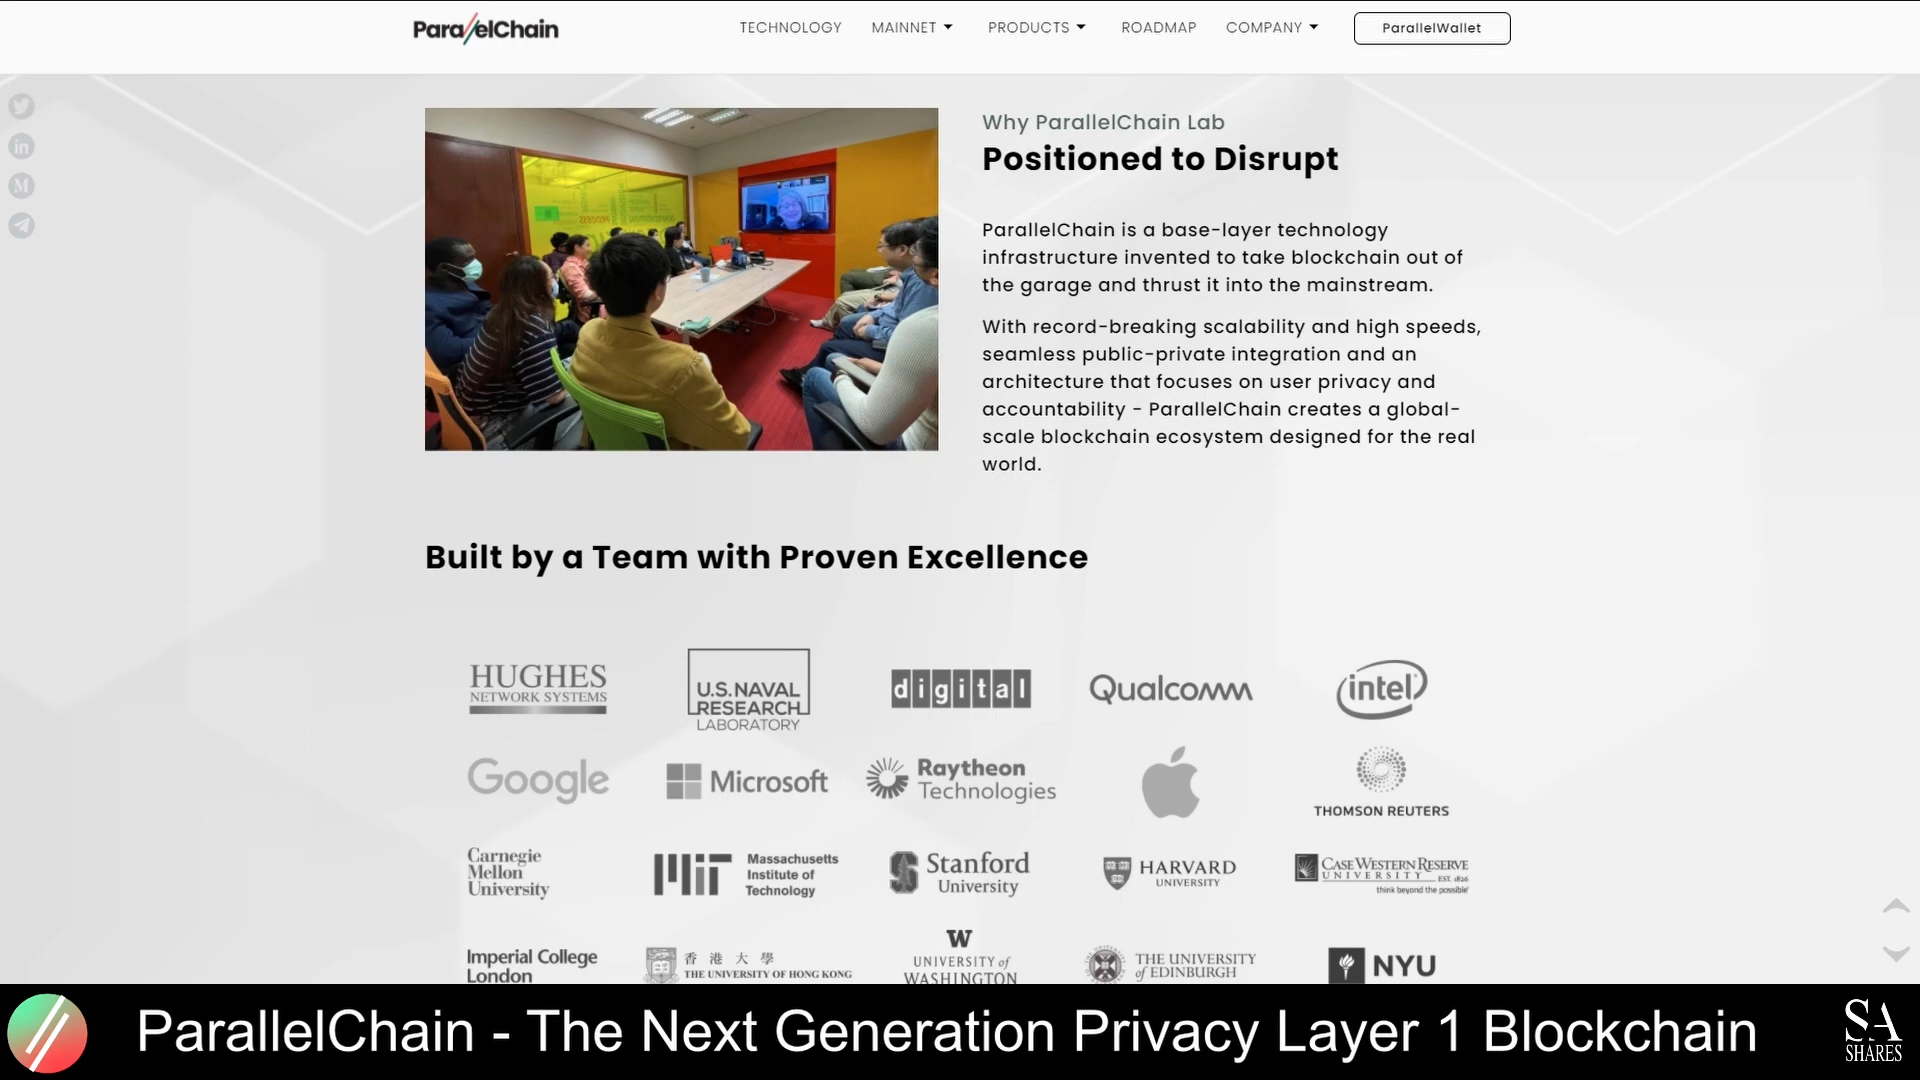 ParallelChain
TECHNOLOGY
MAINNET
PRODUCTS
ROADMAP
COMPANY
ParallelWallet
Why ParallelChain Lab
Positioned to Disrupt
ParallelChain is a base-layer technology
infrastructure invented to take blockchain out of
the garage and thrust it into the mainstream.
With record-breaking scalability and high speeds,
seamless public-private integration and an
architecture that focuses on user privacy and
accountability - ParallelChain creates a global-
scale blockchain ecosystem designed for the real
world.
Built by a Team with Proven Excellence
HUGHES
NETWORK SYSTEMS
U.S. NAVAL
RESEARCH
LABORATORY
digital
Qualcomm
intel
Google
Microsoft
Raytheon
Technologies
THOMSON REUTERS
Carnegie
Mellon
University
MIT
Massachusetts
Institute of
Technology
Stanford
University
HARVARD
UNIVERSITY
CASE WESTERN RESERVE
UNIVERSITY EST. 1826
think beyond the possible
Imperial College
London
香港大學
THE UNIVERSITY OF HONG KONG
W
UNIVERSITY of
WASHINGTON
THE UNIVERSITY
of EDINBURGH
NYU
ParallelChain - The Next Generation Privacy Layer 1 Blockchain
SA
SHARES